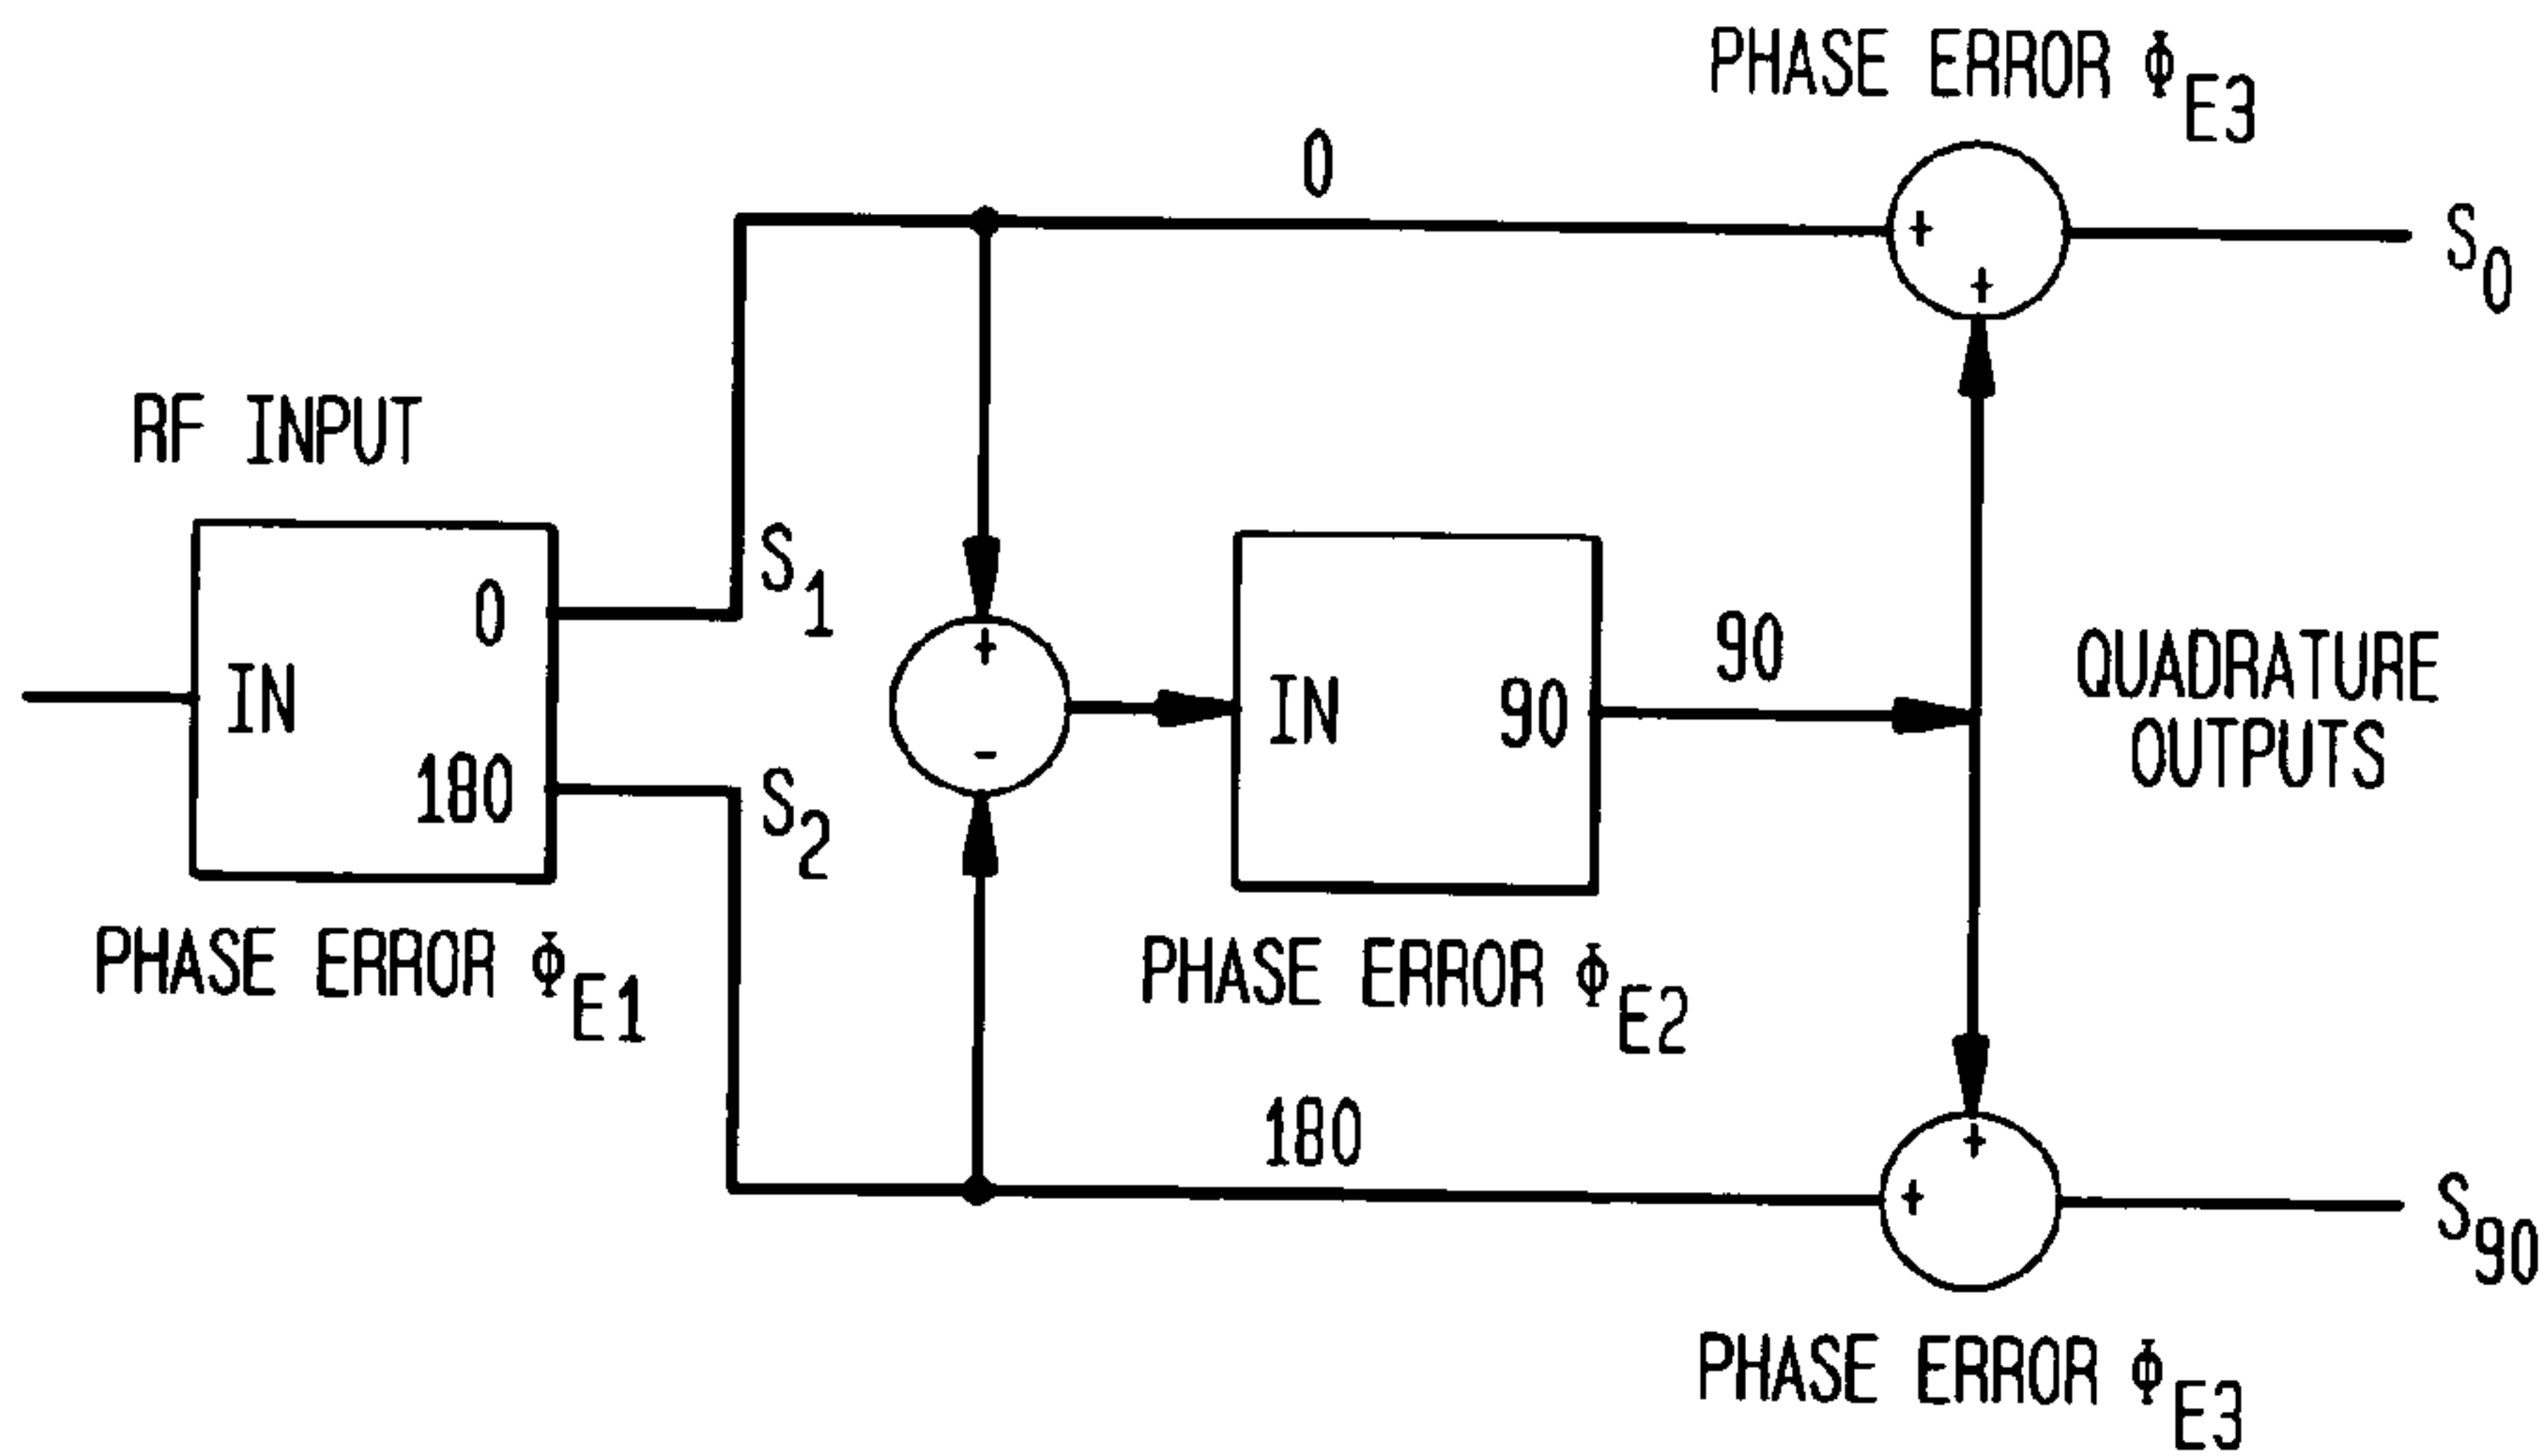 PHASE ERROR ΦE3
0
+
+
S0
RF INPUT
0
S1
IN
180
S2
PHASE ERROR ΦE1
+
-
IN
90
PHASE ERROR ΦE2
90
QUADRATURE
OUTPUTS
180
+
+
S90
PHASE ERROR ΦE3